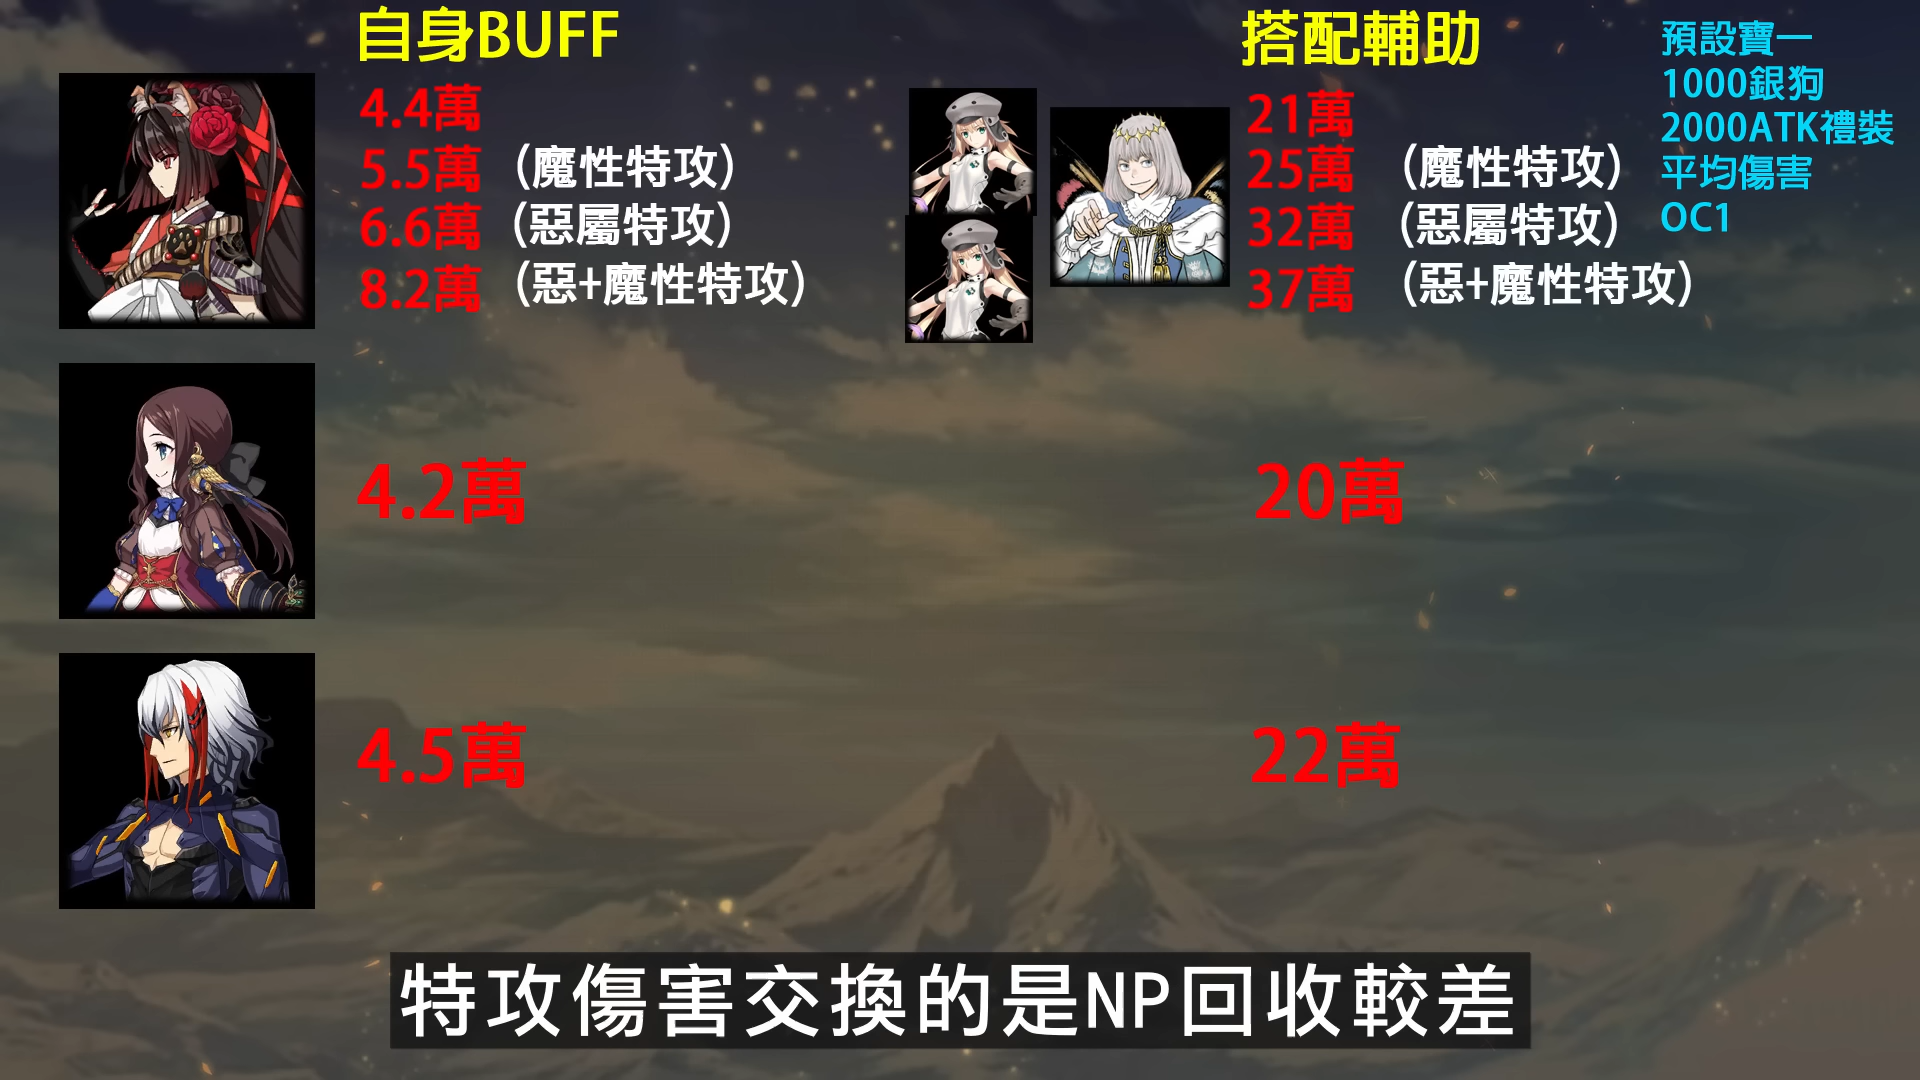 自身BUFF
4.4萬
5.5萬 (魔性特攻)
6.6萬 (惡屬特攻)
8.2萬 (惡+魔性特攻)
搭配輔助
21萬
25萬 (魔性特攻)
32萬 (惡屬特攻)
37萬 (惡+魔性特攻)
預設寶一
1000銀狗
2000ATK禮裝
平均傷害
OC1
4.2萬
20萬
4.5萬
22萬
特攻傷害交換的是NP回收較差